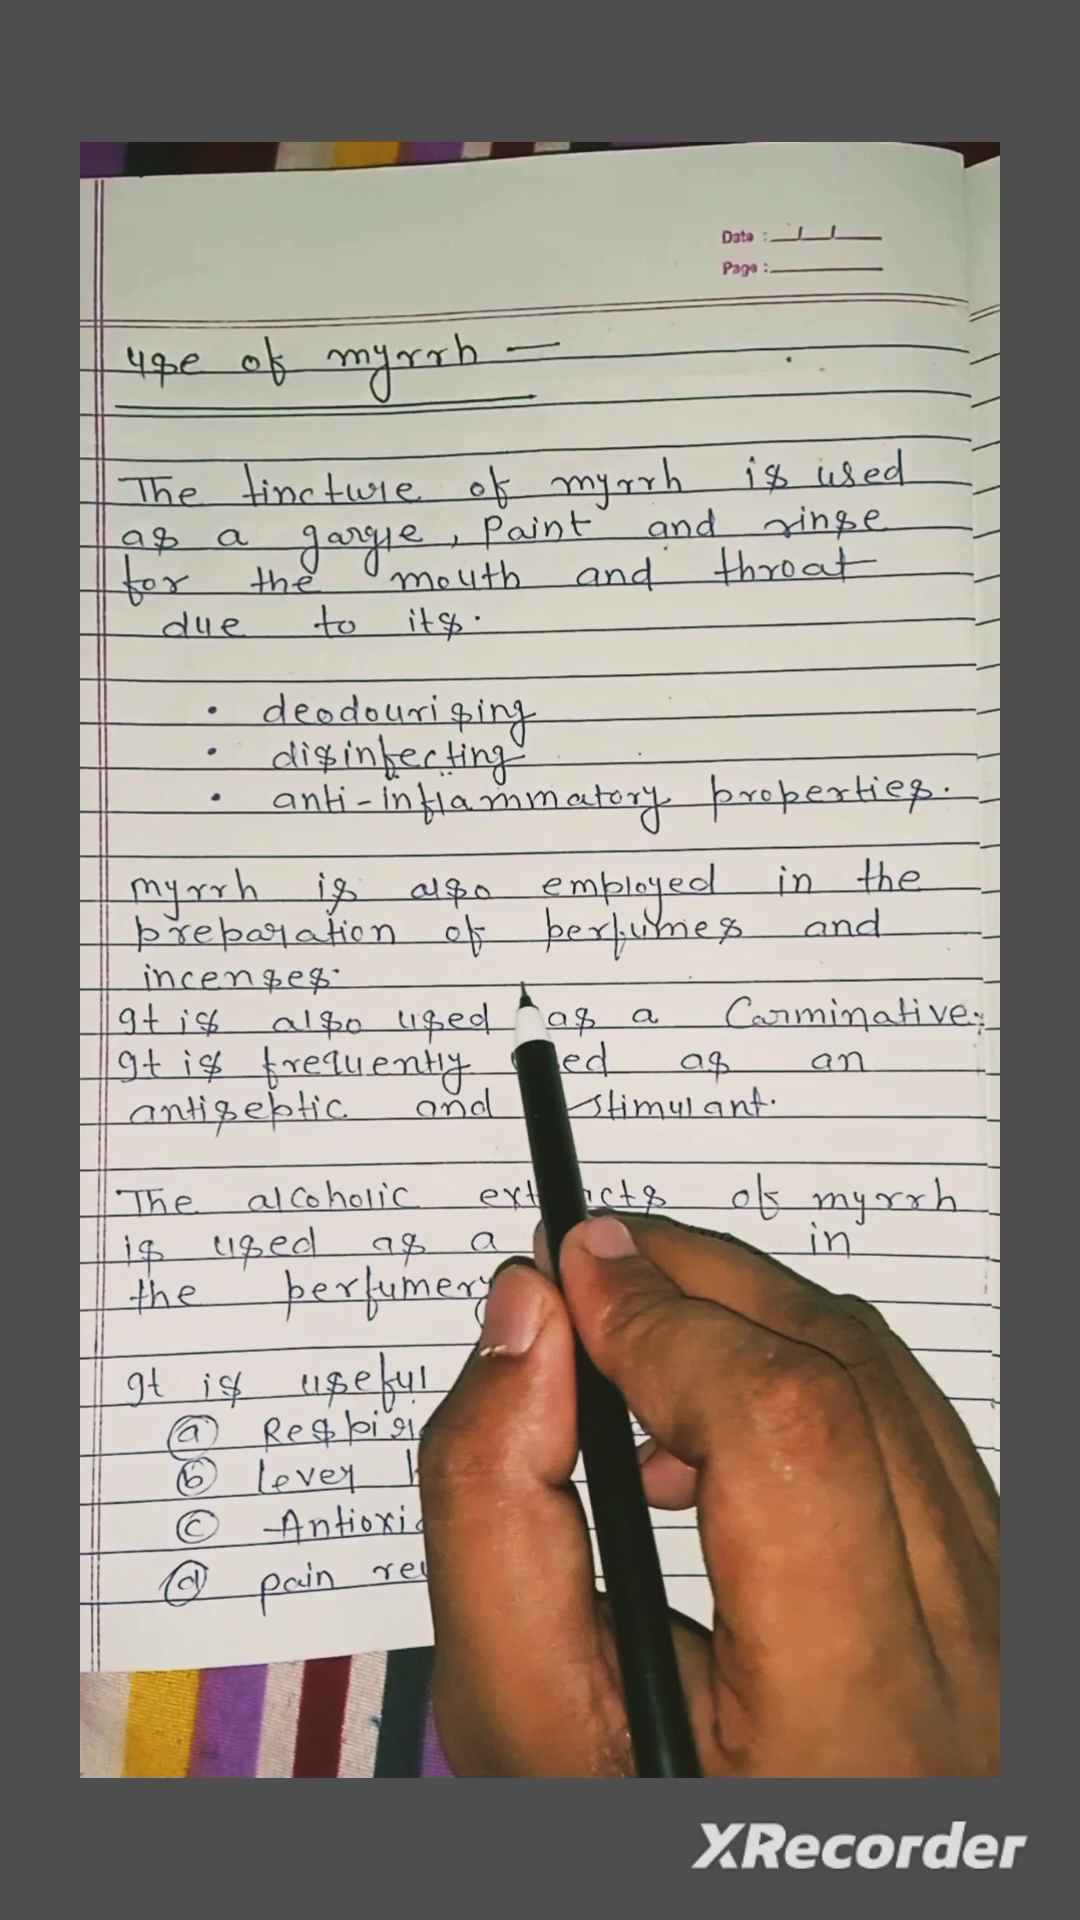 Date :
Page :
use of myrrh —
The tincture of myrrh is used
as a gargle, Paint and rinse
for the mouth and throat
due to its.
• deodourising
• disinfecting
• anti-inflammatory properties.
myrrh is also employed in the
preparation of perfumes and
incenses.
It is also used as a Carminative.
It is frequently as an
antiseptic and stimulant.
The alcoholic of myrrh
is used as a in
the perfumery
It is useful
(a)
(b) Lever
(c)
(d) pain
XRecorder